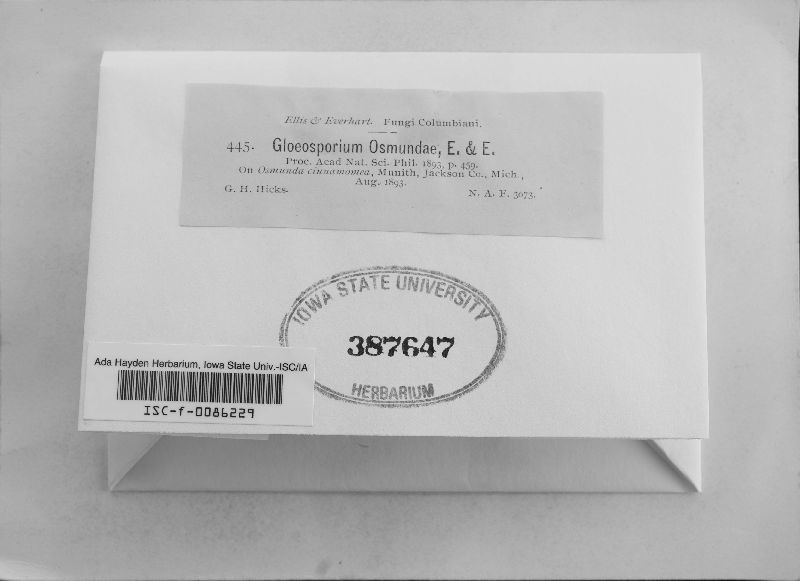 Ellis & Everhart. Fungi Columbiani.
445. Gloeosporium Osmundae, E. & E.
Proc. Acad Nat. Sci. Phil. 1893, p. 459.
On Osmunda cinnamomea, Munith, Jackson Co., Mich.,
Aug. 1893.
G. H. Hicks.
N. A. F. 3073.
IOWA STATE UNIVERSITY
387647
HERBARIUM
Ada Hayden Herbarium, Iowa State Univ.-ISC/IA
ISC-f-0086229